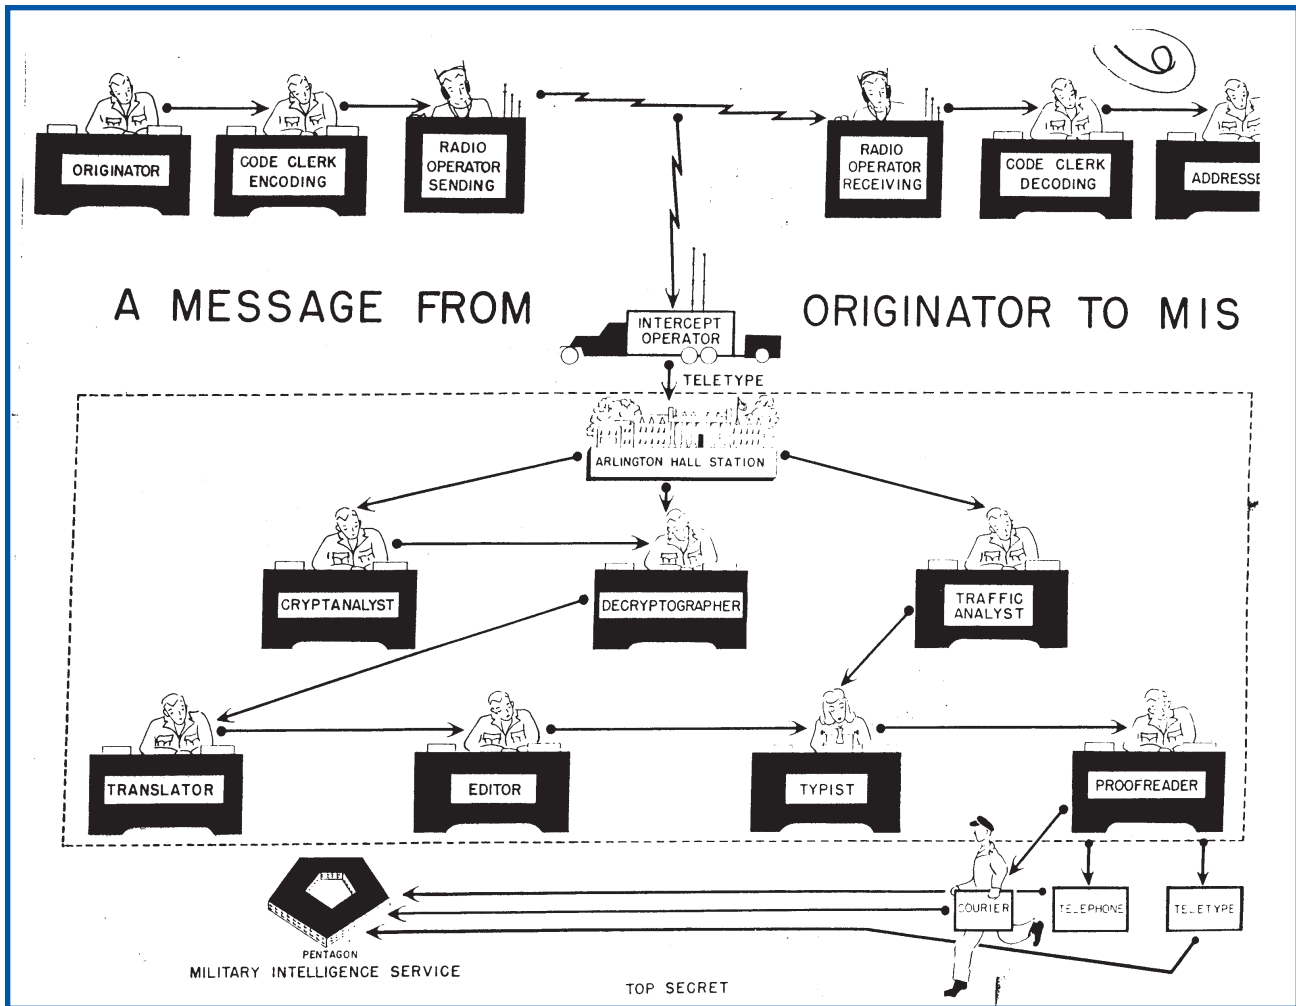 ORIGINATOR
CODE CLERK
ENCODING
RADIO
OPERATOR
SENDING
RADIO
OPERATOR
RECEIVING
CODE CLERK
DECODING
ADDRESSE
A MESSAGE FROM
ORIGINATOR TO MIS
INTERCEPT
OPERATOR
TELETYPE
ARLINGTON HALL STATION
CRYPTANALYST
DECRYPTOGRAPHER
TRAFFIC
ANALYST
TRANSLATOR
EDITOR
TYPIST
PROOFREADER
COURIER
TELEPHONE
TELETYPE
PENTAGON
MILITARY INTELLIGENCE SERVICE
TOP SECRET